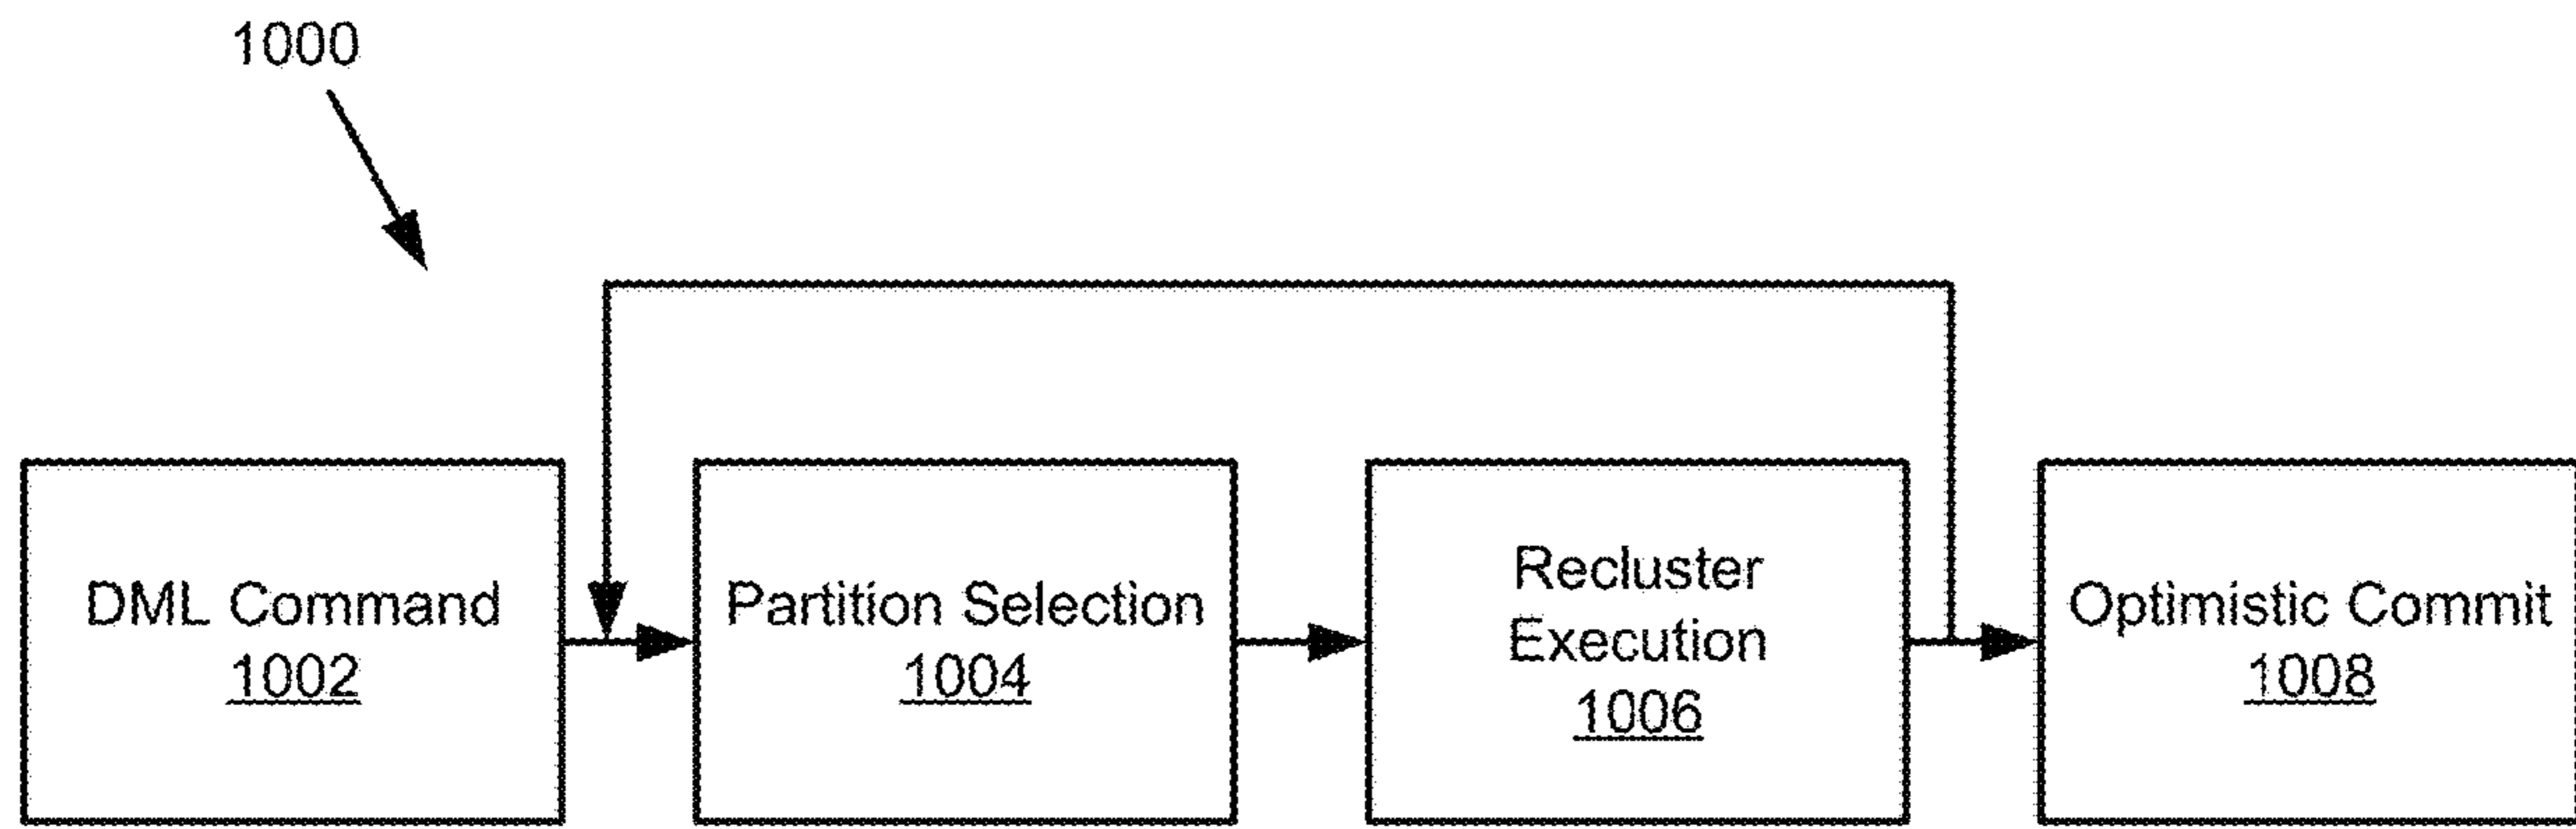 1000
DML Command
1002
Partition Selection
1004
Recluster
Execution
1006
Optimistic Commit
1008